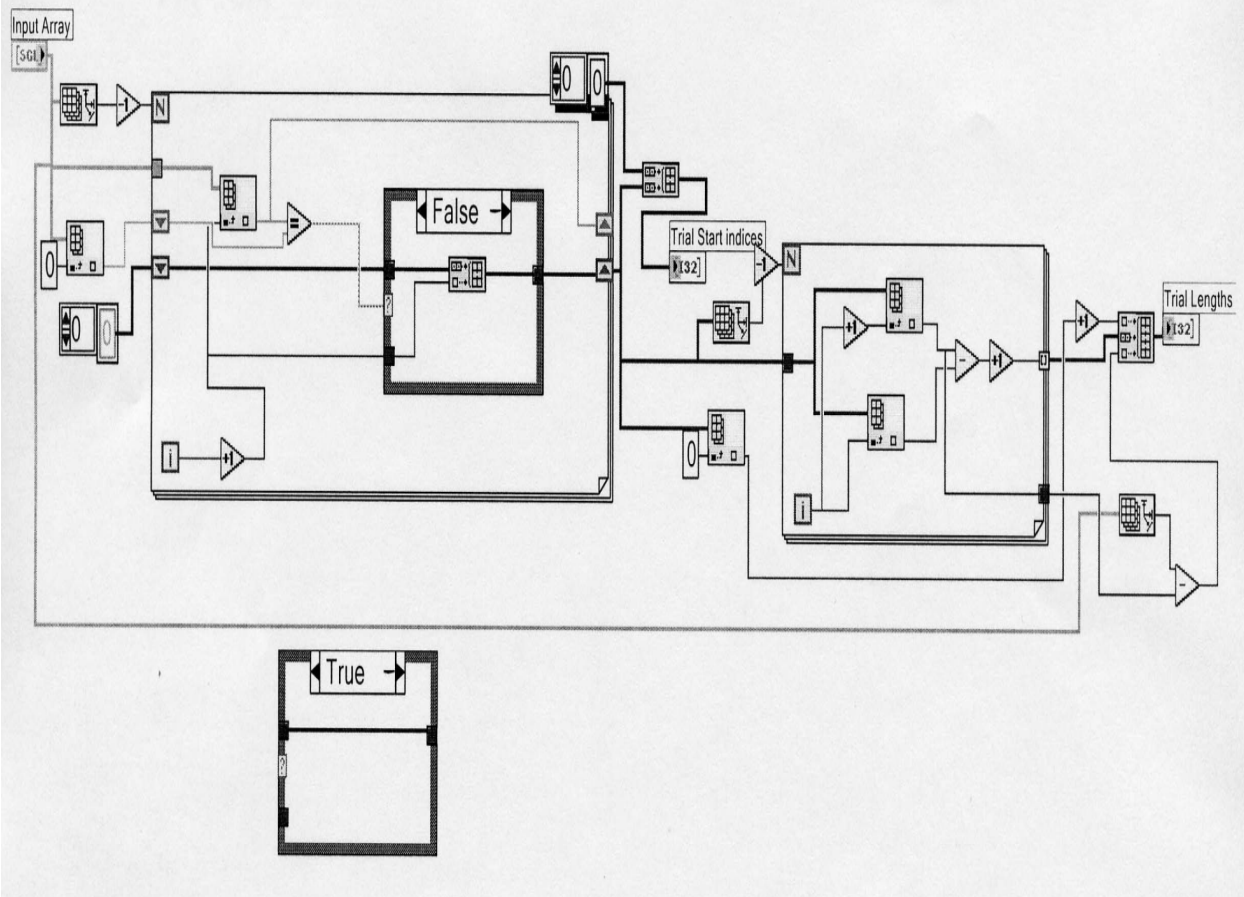 Input Array
[SGL]
-1
N
0
0
=
False
?
0
0
i
+1
Trial Start indices
I32]
-1
N
0
+1
-
+1
i
+1
Trial Lengths
I32]
-
True
?